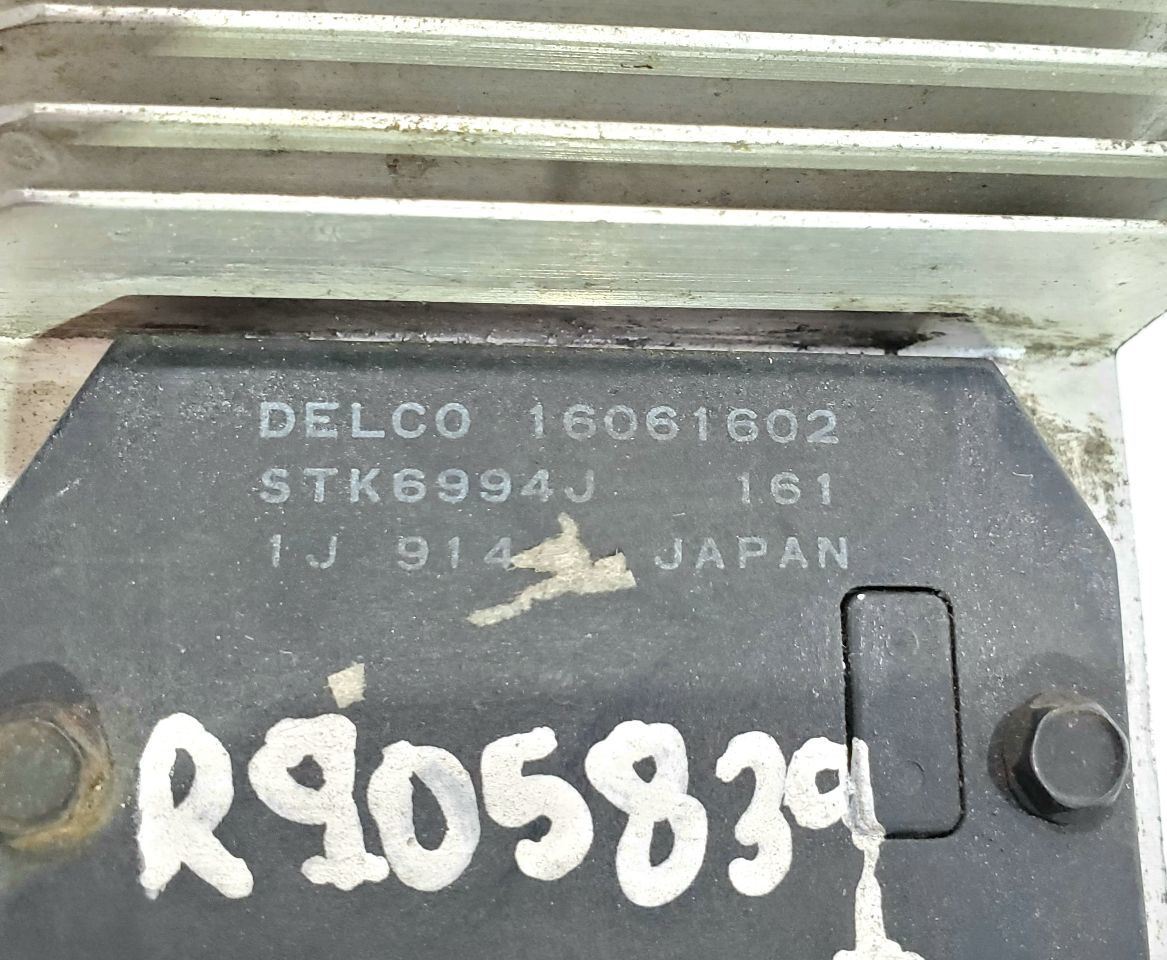 DELCO 16061602
STK6994J 161
1J 914 JAPAN
R905839